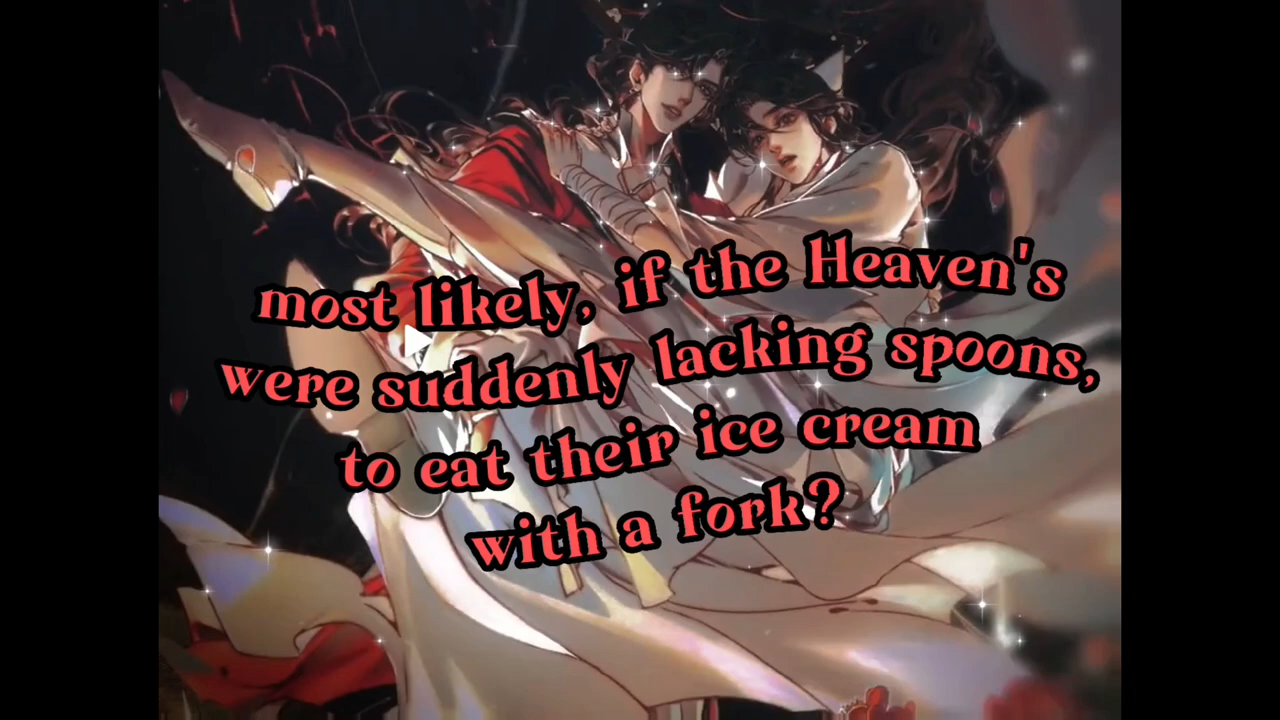 most likely, if the Heaven's
were suddenly lacking spoons,
to eat their ice cream
with a fork?